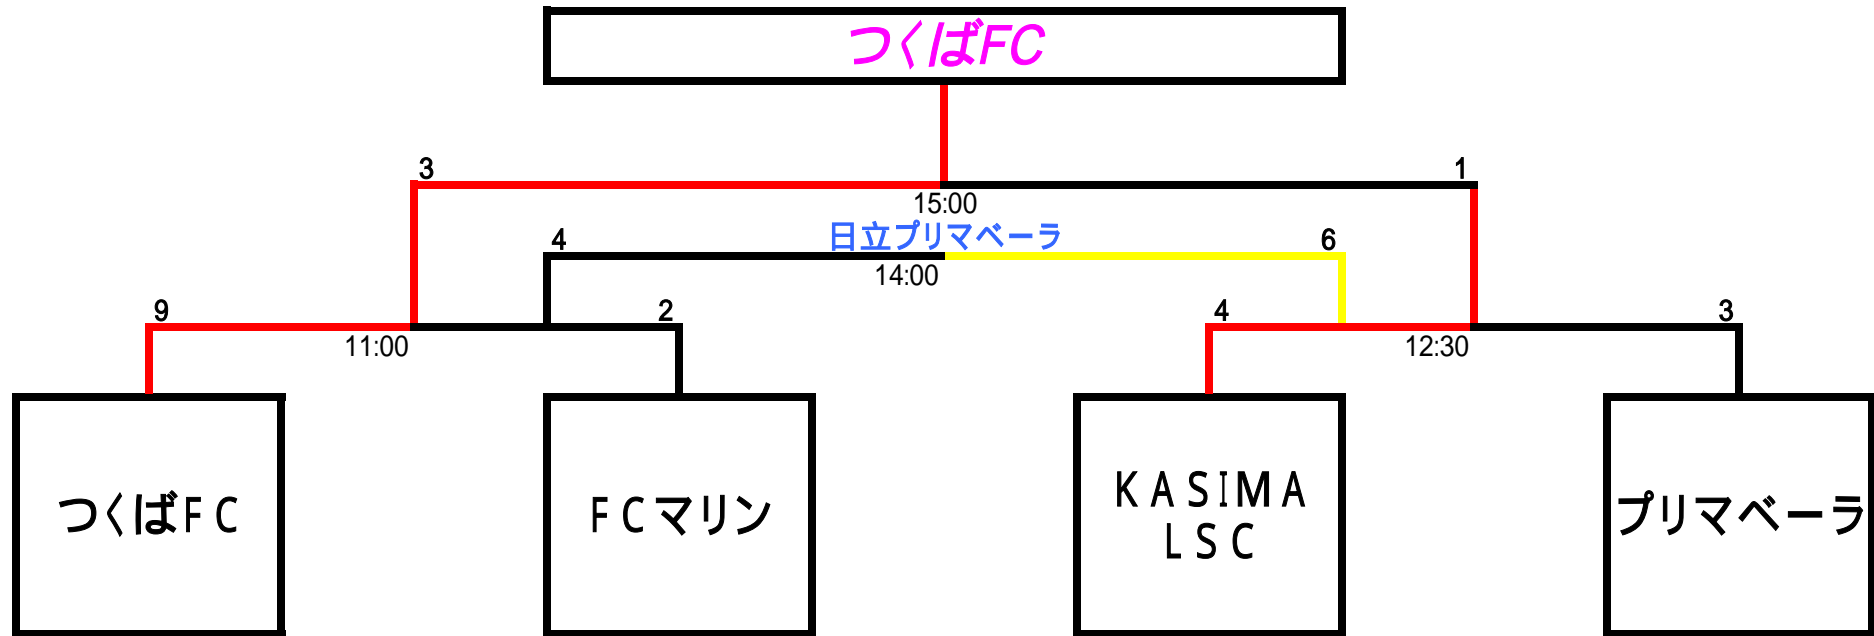 つくばFC
3
1
15:00
日立プリマベーラ
4
6
14:00
9
2
4
3
11:00
12:30
つくばFC
FCマリン
KASIMA
LSC
プリマベーラ